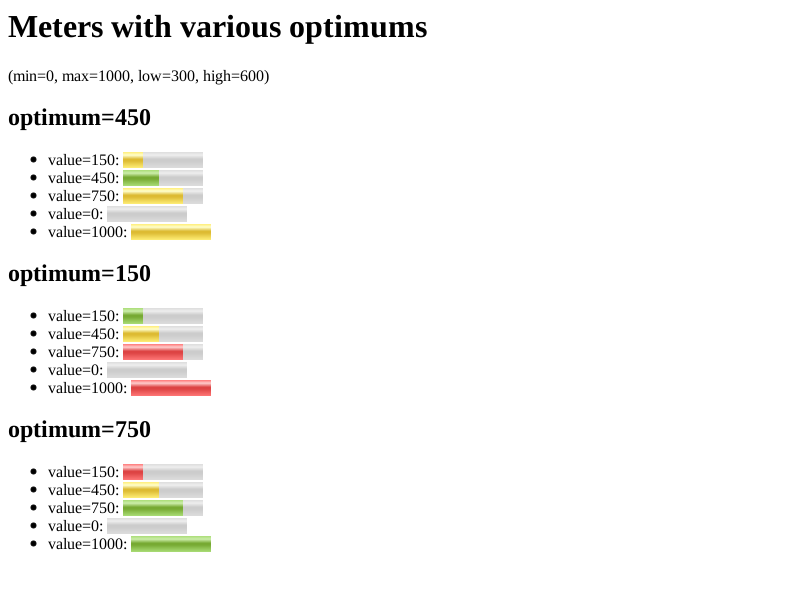 Meters with various optimums
(min=0, max=1000, low=300, high=600)
optimum=450
value=150:
value=450:
value=750:
value=0:
value=1000:
optimum=150
value=150:
value=450:
value=750:
value=0:
value=1000:
optimum=750
value=150:
value=450:
value=750:
value=0:
value=1000: